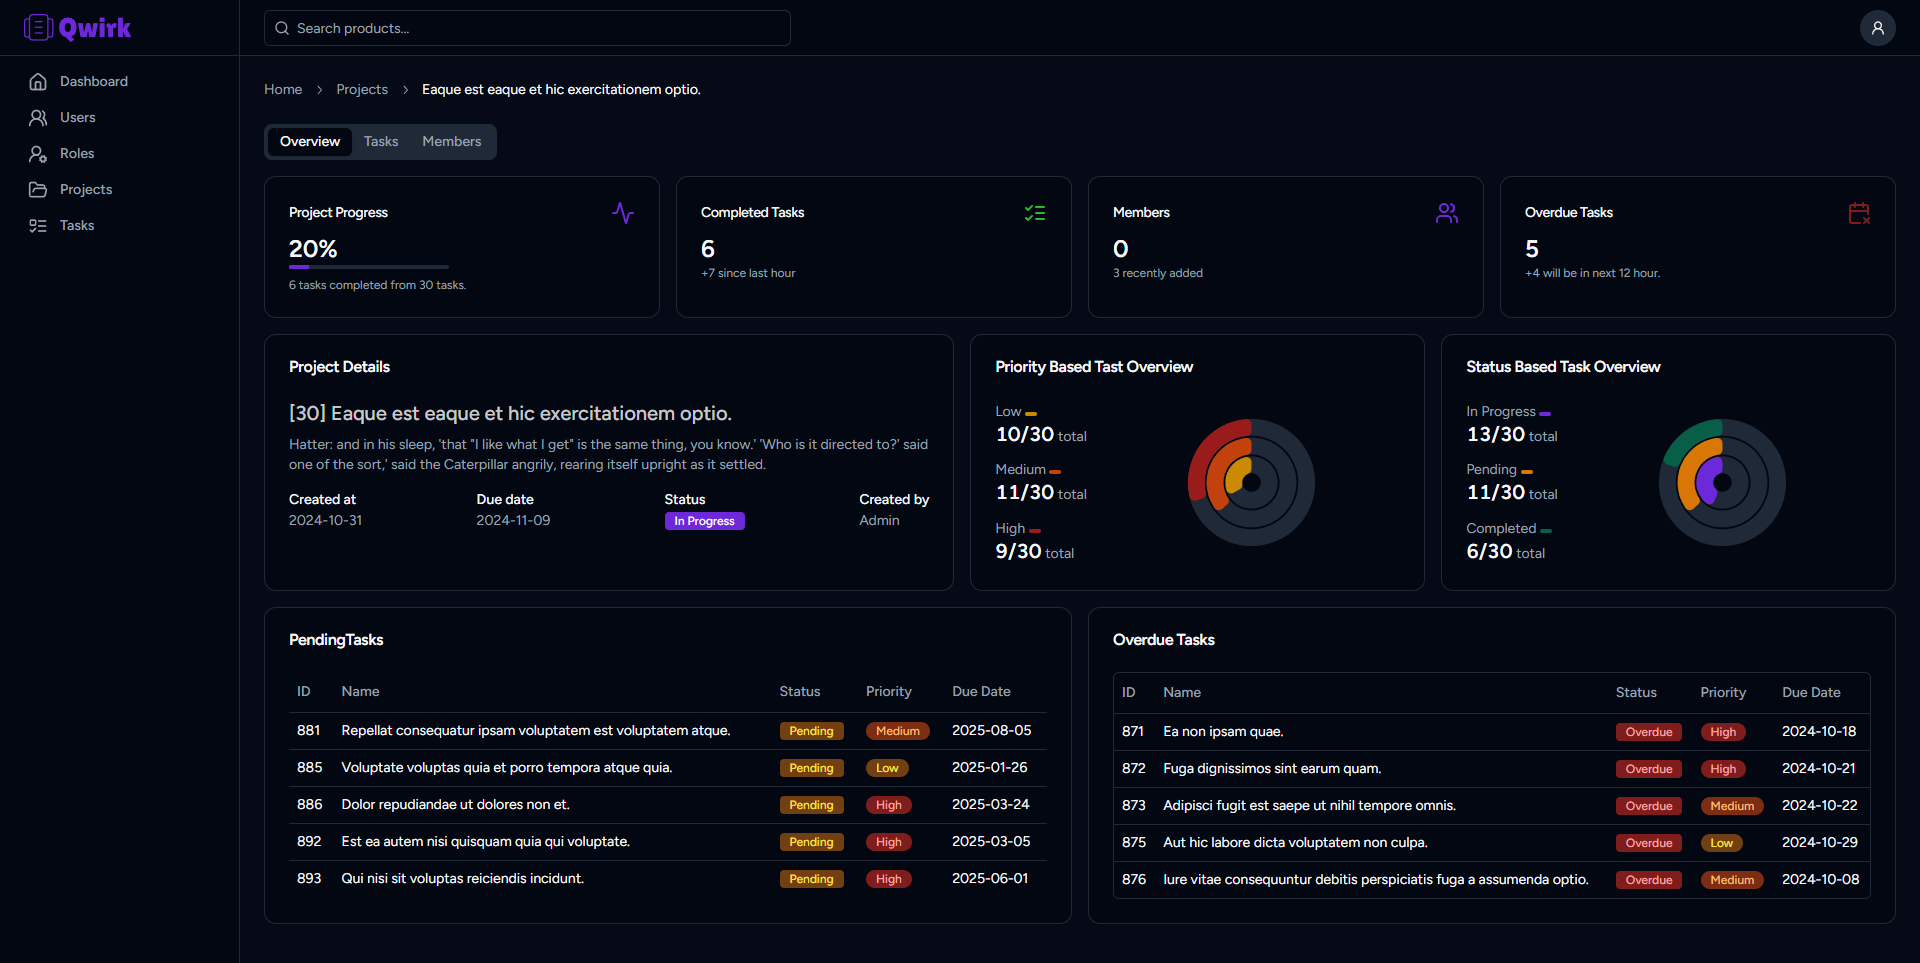 Qwirk
Search products...
Dashboard
Users
Roles
Projects
Tasks
Home > Projects > Eaque est eaque et hic exercitationem optio.
Overview Tasks Members
Project Progress
20%
6 tasks completed from 30 tasks.
Completed Tasks
6
+7 since last hour
Members
0
3 recently added
Overdue Tasks
5
+4 will be in next 12 hour.
Project Details
[30] Eaque est eaque et hic exercitationem optio.
Hatter: and in his sleep, 'that "I like what I get" is the same thing, you know.' 'Who is it directed to?' said
one of the sort,' said the Caterpillar angrily, rearing itself upright as it settled.
Created at Due date Status Created by
2024-10-31 2024-11-09 In Progress Admin
Priority Based Tast Overview
Low
10/30 total
Medium
11/30 total
High
9/30 total
Status Based Task Overview
In Progress
13/30 total
Pending
11/30 total
Completed
6/30 total
PendingTasks
ID Name Status Priority Due Date
881 Repellat consequatur ipsam voluptatem est voluptatem atque. Pending Medium 2025-08-05
885 Voluptate voluptas quia et porro tempora atque quia. Pending Low 2025-01-26
886 Dolor repudiandae ut dolores non et. Pending High 2025-03-24
892 Est ea autem nisi quisquam quia qui voluptate. Pending High 2025-03-05
893 Qui nisi sit voluptas reiciendis incidunt. Pending High 2025-06-01
Overdue Tasks
ID Name Status Priority Due Date
871 Ea non ipsam quae. Overdue High 2024-10-18
872 Fuga dignissimos sint earum quam. Overdue High 2024-10-21
873 Adipisci fugit est saepe ut nihil tempore omnis. Overdue Medium 2024-10-22
875 Aut hic labore dicta voluptatem non culpa. Overdue Low 2024-10-29
876 Iure vitae consequuntur debitis perspiciatis fuga a assumenda optio. Overdue Medium 2024-10-08